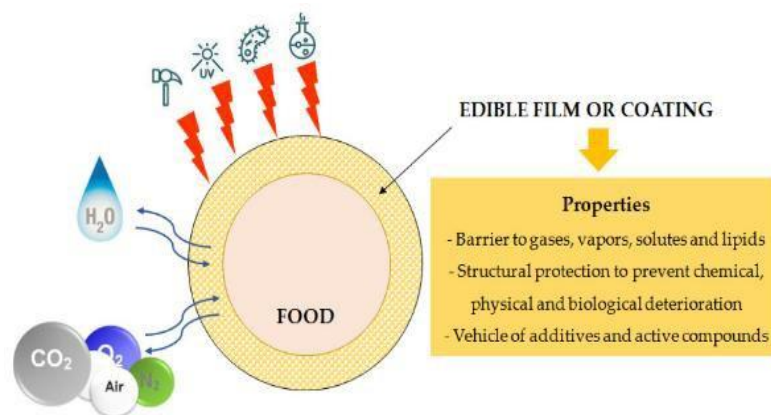 UV
EDIBLE FILM OR COATING
H₂O
Properties
- Barrier to gases, vapors, solutes and lipids
- Structural protection to prevent chemical,
physical and biological deterioration
- Vehicle of additives and active compounds
FOOD
CO₂
O₂
Air
N₂